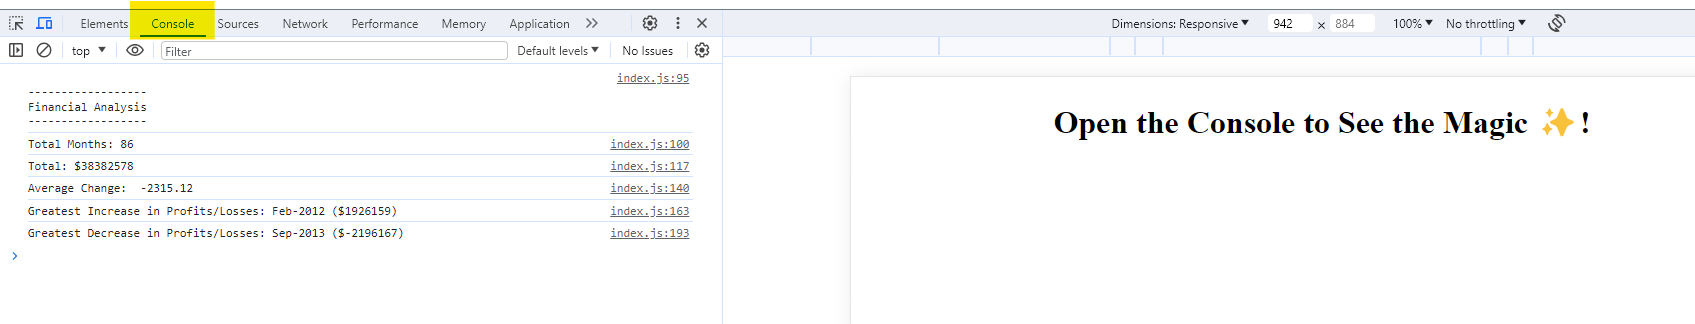 Elements Console Sources Network Performance Memory Application »
Dimensions: Responsive ▼ 942 × 884 100% ▼ No throttling ▼
top ▼ Filter Default levels ▼ No Issues
index.js:95
------------------
Financial Analysis
------------------
Total Months: 86 index.js:100
Total: $38382578 index.js:117
Average Change:  -2315.12 index.js:140
Greatest Increase in Profits/Losses: Feb-2012 ($1926159) index.js:163
Greatest Decrease in Profits/Losses: Sep-2013 ($-2196167) index.js:193
>
Open the Console to See the Magic ✨!